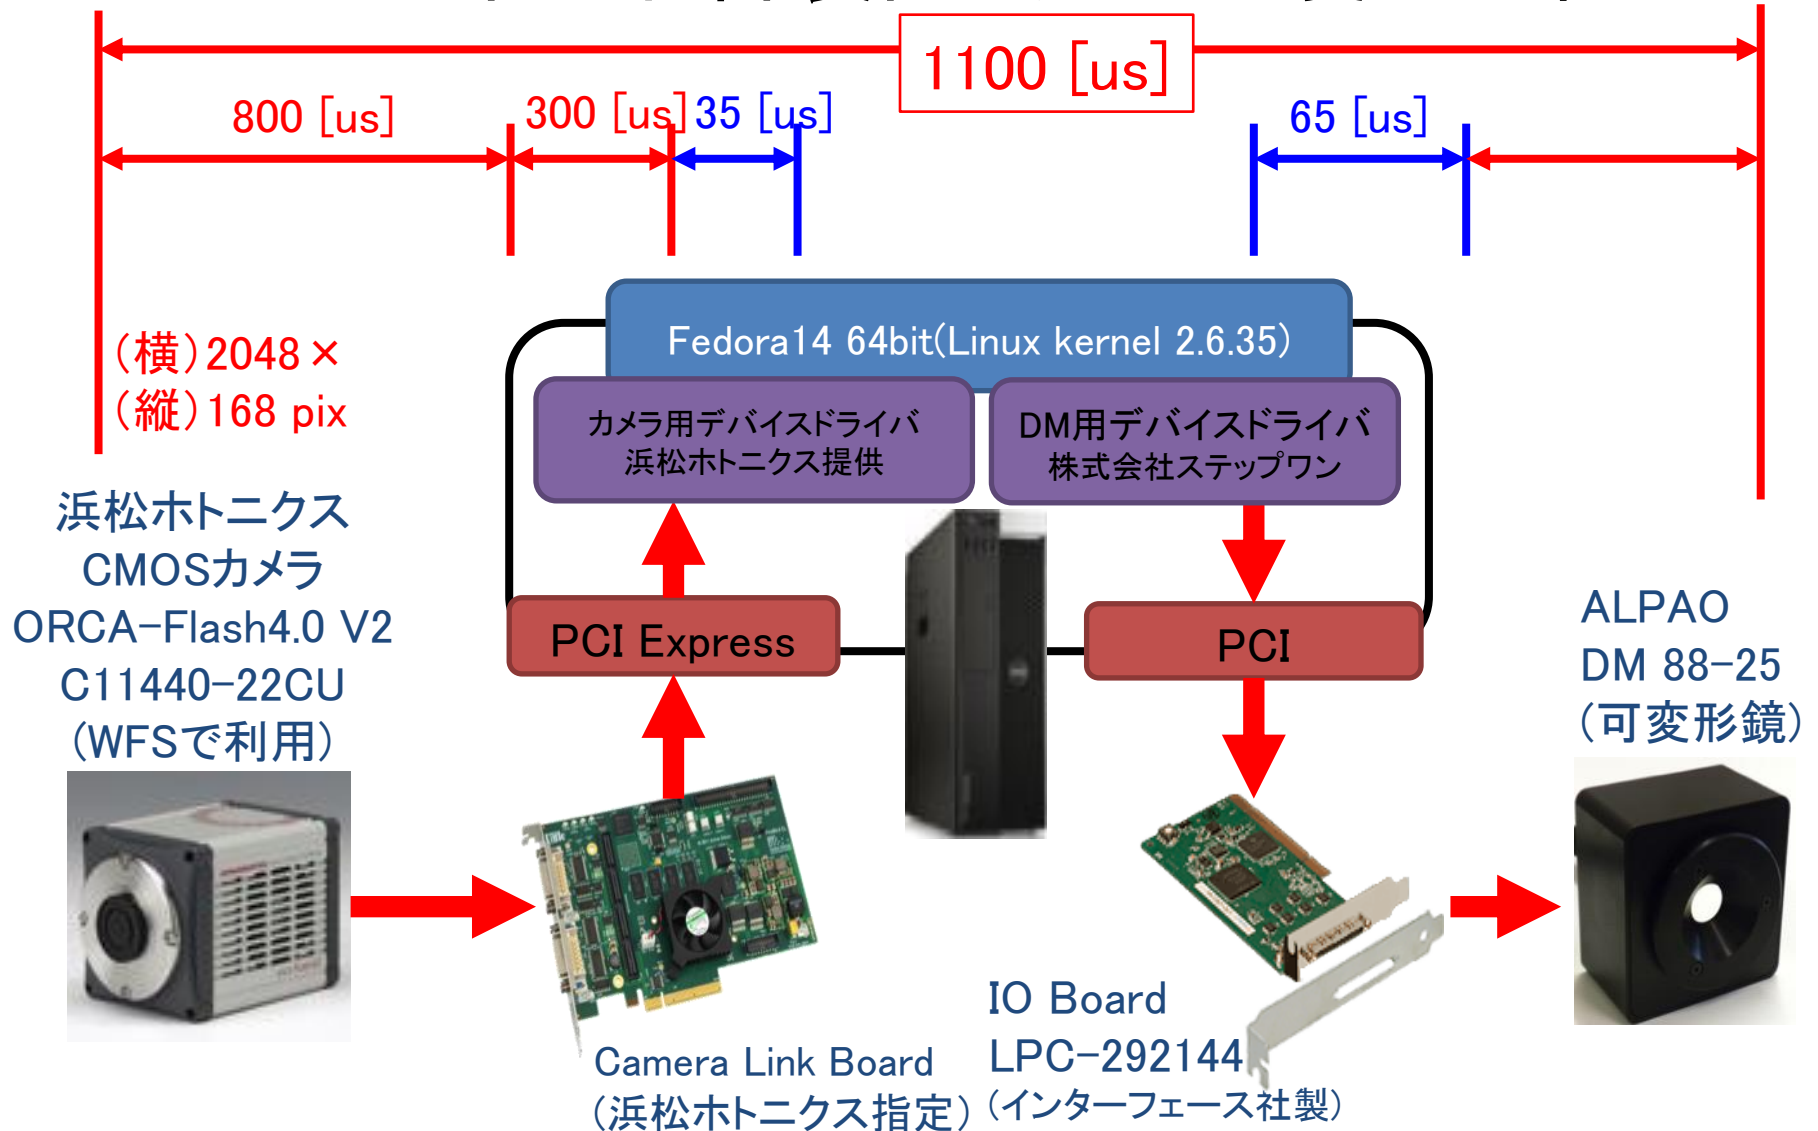 1100 [us]
800 [us]
300 [us]
35 [us]
65 [us]
(横)2048×
(縦)168 pix
Fedora14 64bit(Linux kernel 2.6.35)
カメラ用デバイスドライバ
浜松ホトニクス提供
DM用デバイスドライバ
株式会社ステップワン
浜松ホトニクス
CMOSカメラ
ORCA-Flash4.0 V2
C11440-22CU
(WFSで利用)
PCI Express
PCI
ALPAO
DM 88-25
(可変形鏡)
Camera Link Board
(浜松ホトニクス指定)
IO Board
LPC-292144
(インターフェース社製)